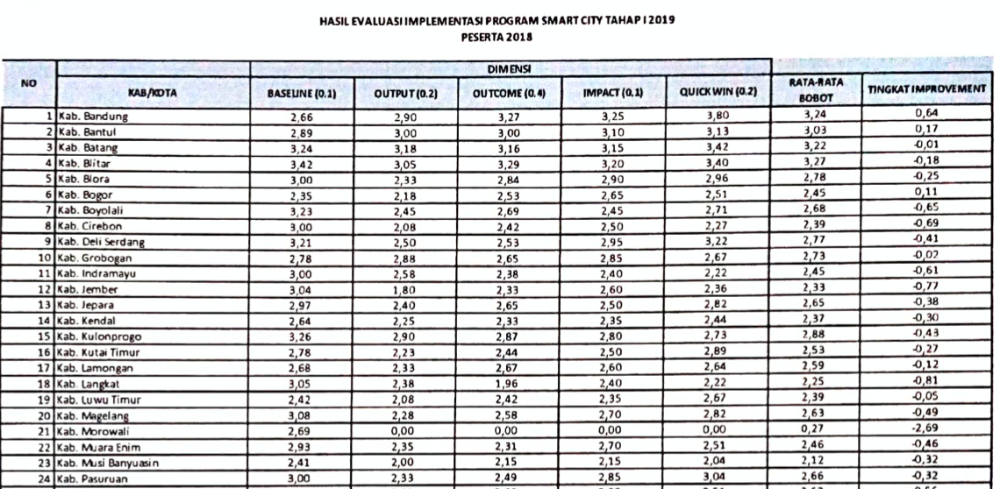 HASIL EVALUASI IMPLEMENTASI PROGRAM SMART CITY TAHAP I 2019
PESERTA 2018
NO KAB/KOTA DIMENSI RATA-RATA BOBOT TINGKAT IMPROVEMENT
BASELINE (0.1) OUTPUT (0.2) OUTCOME (0.4) IMPACT (0.1) QUICK WIN (0.2)
1 Kab. Bandung 2,66 2,90 3,27 3,25 3,80 3,24 0,64
2 Kab. Bantul 2,89 3,00 3,00 3,10 3,13 3,03 0,17
3 Kab. Batang 3,24 3,18 3,16 3,15 3,42 3,22 -0,01
4 Kab. Blitar 3,42 3,05 3,29 3,20 3,40 3,27 -0,18
5 Kab. Blora 3,00 2,33 2,84 2,90 2,96 2,78 -0,25
6 Kab. Bogor 2,35 2,18 2,53 2,65 2,51 2,45 0,11
7 Kab. Boyolali 3,23 2,45 2,69 2,45 2,71 2,68 -0,65
8 Kab. Cirebon 3,00 2,08 2,42 2,50 2,27 2,39 -0,69
9 Kab. Deli Serdang 3,21 2,50 2,53 2,95 3,22 2,77 -0,41
10 Kab. Grobogan 2,78 2,88 2,65 2,85 2,67 2,73 -0,02
11 Kab. Indramayu 3,00 2,58 2,38 2,40 2,22 2,45 -0,61
12 Kab. Jember 3,04 1,80 2,33 2,60 2,36 2,33 -0,77
13 Kab. Jepara 2,97 2,40 2,65 2,50 2,82 2,65 -0,38
14 Kab. Kendal 2,64 2,25 2,33 2,35 2,44 2,37 -0,30
15 Kab. Kulonprogo 3,26 2,90 2,87 2,80 2,73 2,88 -0,43
16 Kab. Kutai Timur 2,78 2,23 2,44 2,50 2,89 2,53 -0,27
17 Kab. Lamongan 2,68 2,33 2,67 2,60 2,64 2,59 -0,12
18 Kab. Langkat 3,05 2,38 1,96 2,40 2,22 2,25 -0,81
19 Kab. Luwu Timur 2,42 2,08 2,42 2,35 2,67 2,39 -0,05
20 Kab. Magelang 3,08 2,28 2,58 2,70 2,82 2,63 -0,49
21 Kab. Morowali 2,69 0,00 0,00 0,00 0,00 0,27 -2,69
22 Kab. Muara Enim 2,93 2,35 2,31 2,70 2,51 2,46 -0,46
23 Kab. Musi Banyuasin 2,41 2,00 2,15 2,15 2,04 2,12 -0,32
24 Kab. Pasuruan 3,00 2,33 2,49 2,85 3,04 2,66 -0,32